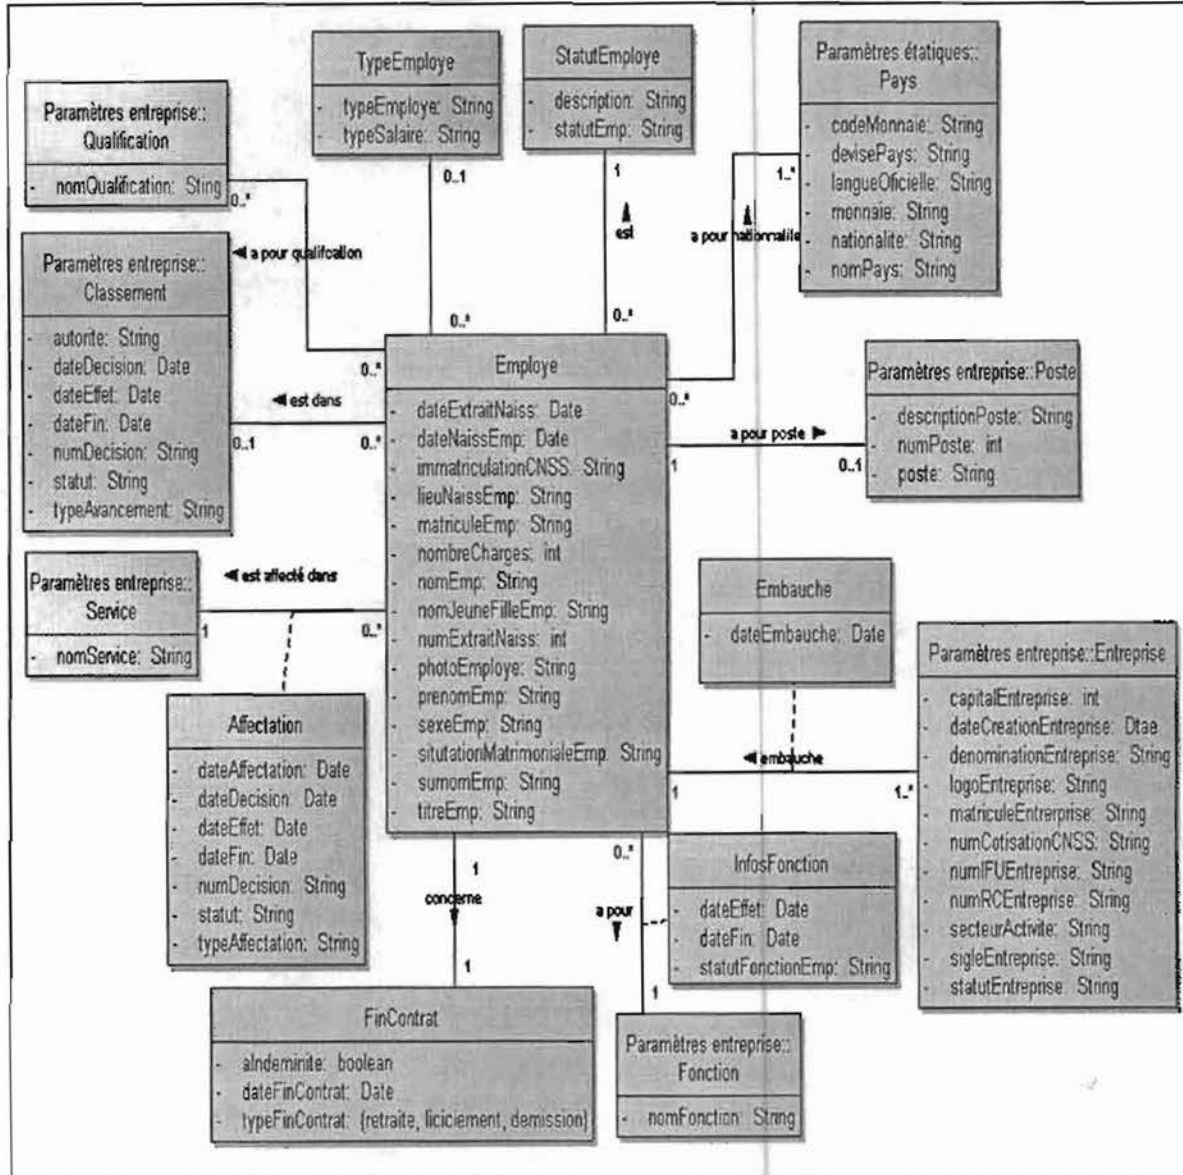 TypeEmploye
- typeEmploye: String
- typeSalaire: String
StatutEmploye
- description: String
- statutEmp: String
Paramètres étatiques::
Pays
- codeMonnaie: String
- devisePays: String
- langueOficielle: String
- monnaie: String
- nationalite: String
- nomPays: String
Paramètres entreprise::
Qualification
- nomQualification: Sting
0..*
0..1
1
1..*
est
a pour nationnalite
a pour qualifcation
Paramètres entreprise::
Classement
- autorite: String
- dateDecision: Date
- dateEffet: Date
- dateFin: Date
- numDecision: String
- statut: String
- typeAvancement: String
0..*
0..*
0..*
est dans
0..1
0..*
Employe
- dateExtraitNaiss: Date
- dateNaissEmp: Date
- immatriculationCNSS: String
- lieuNaissEmp: String
- matriculeEmp: String
- nombreCharges: int
- nomEmp: String
- nomJeuneFilleEmp: String
- numExtraitNaiss: int
- photoEmploye: String
- prenomEmp: String
- sexeEmp: String
- situtationMatrimonialeEmp: String
- surnomEmp: String
- titreEmp: String
0..*
a pour poste
1
0..1
Paramètres entreprise::Poste
- descriptionPoste: String
- numPoste: int
- poste: String
Paramètres entreprise::
Service
- nomService: String
est affecté dans
1
0..*
Embauche
- dateEmbauche: Date
Paramètres entreprise::Entreprise
- capitalEntreprise: int
- dateCreationEntreprise: Dtae
- denominationEntreprise: String
- logoEntreprise: String
- matriculeEntrerprise: String
- numCotisationCNSS: String
- numIFUEntreprise: String
- numRCEntreprise: String
- secteurActivite: String
- sigleEntreprise: String
- statutEntreprise: String
embauche
1
1..*
Affectation
- dateAffectation: Date
- dateDecision: Date
- dateEffet: Date
- dateFin: Date
- numDecision: String
- statut: String
- typeAffectation: String
1
concerne
1
0..*
a pour
1
InfosFonction
- dateEffet: Date
- dateFin: Date
- statutFonctionEmp: String
FinContrat
- aIndeminite: boolean
- dateFinContrat: Date
- typeFinContrat: {retraite, liciciement, demission}
Paramètres entreprise::
Fonction
- nomFonction: String